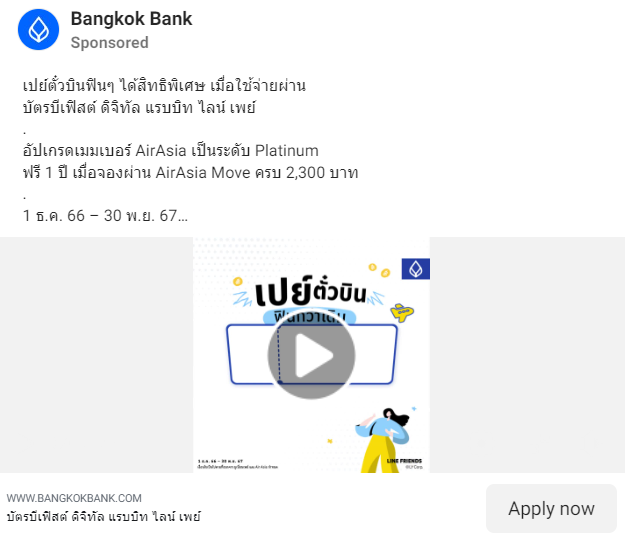 Bangkok Bank
Sponsored
เปย์ตั๋วบินฟินๆ ได้สิทธิพิเศษ เมื่อใช้จ่ายผ่าน
บัตรบีเฟิสต์ ดิจิทัล แรบบิท ไลน์ เพย์
.
อัปเกรดเมมเบอร์ AirAsia เป็นระดับ Platinum
ฟรี 1 ปี เมื่อจองผ่าน AirAsia Move ครบ 2,300 บาท
.
1 ธ.ค. 66 – 30 พ.ย. 67...
เปย์ตั๋วบิน
ฟินกว่าเดิม
1 ธ.ค. 66 – 30 พ.ย. 67
LINE FRIENDS
WWW.BANGKOKBANK.COM
บัตรบีเฟิสต์ ดิจิทัล แรบบิท ไลน์ เพย์
Apply now